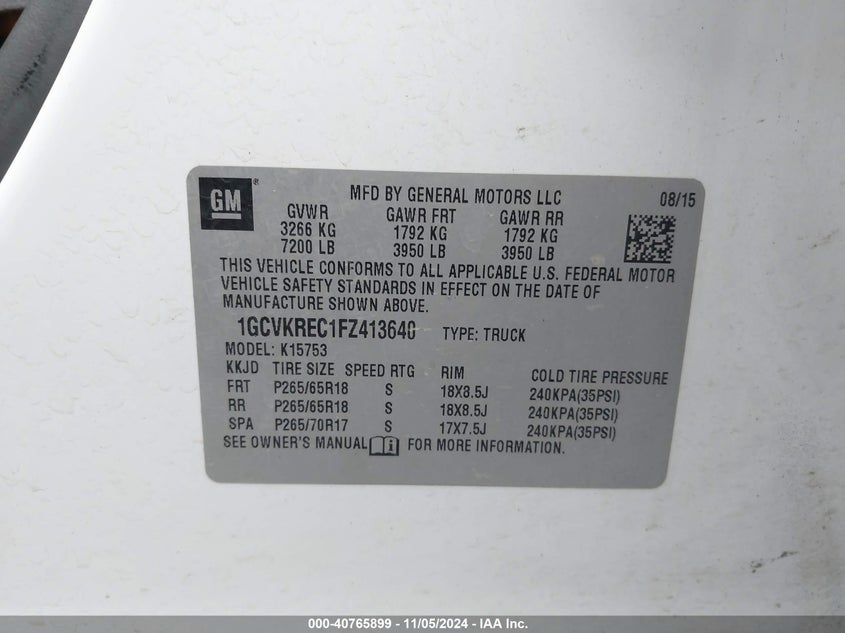 GM ®
MFD BY GENERAL MOTORS LLC 08/15
GVWR GAWR FRT GAWR RR
3266 KG 1792 KG 1792 KG
7200 LB 3950 LB 3950 LB
THIS VEHICLE CONFORMS TO ALL APPLICABLE U.S. FEDERAL MOTOR
VEHICLE SAFETY STANDARDS IN EFFECT ON THE DATE OF
MANUFACTURE SHOWN ABOVE.
1GCVKREC1FZ413640 TYPE: TRUCK
MODEL: K15753
KKJD TIRE SIZE SPEED RTG RIM COLD TIRE PRESSURE
FRT P265/65R18 S 18X8.5J 240KPA(35PSI)
RR P265/65R18 S 18X8.5J 240KPA(35PSI)
SPA P265/70R17 S 17X7.5J 240KPA(35PSI)
SEE OWNER'S MANUAL FOR MORE INFORMATION.
000-40765899 - 11/05/2024 - IAA Inc.